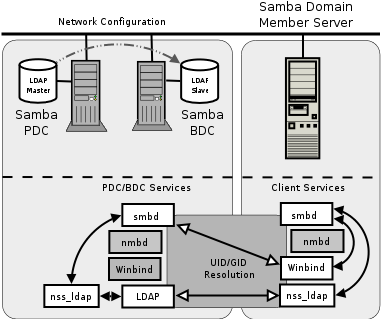 Network Configuration
Samba Domain
Member Server
LDAP
Master
LDAP
Slave
Samba
PDC
Samba
BDC
PDC/BDC Services
Client Services
smbd
nmbd
Winbind
nss_ldap
LDAP
UID/GID
Resolution
smbd
nmbd
Winbind
nss_ldap